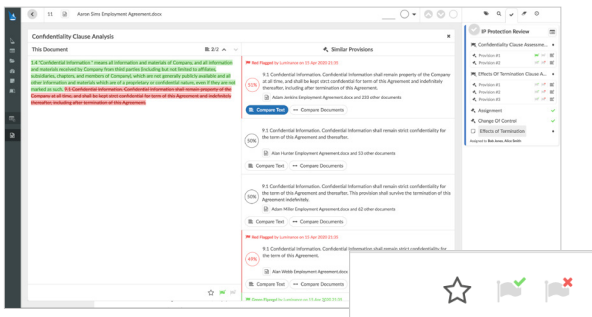 11 Aaron Sims Employment Agreement.docx
Confidentiality Clause Analysis
This Document
2/2
Similar Provisions
1.4 "Confidential Information" means all information and materials of Company, and all information
and materials received by Company from third parties (including but not limited to affiliates,
subsidiaries, chapters, and members of Company), which are not generally publicly available and all
other information and materials which are of a proprietary or confidential nature, even if they are not
marked as such. 9.1 Confidential Information. Confidential Information shall remain property of the
Company at all time, and shall be kept strict confidential for term of this Agreement and indefinitely
thereafter, including after termination of this Agreement.
Red Flagged by Luminance on 15 Apr 2020 21:35
51%
9.1 Confidential Information. Confidential Information shall remain property of the Company
at all time, and shall be kept strict confidential for term of this Agreement and indefinitely
thereafter, including after termination of this Agreement.
Adam Jenkins Employment Agreement.docx and 233 other documents
Compare Text
Compare Documents
50%
9.1 Confidential Information. Confidential Information shall remain strict confidentiality for
the term of this Agreement and thereafter.
Alan Hunter Employment Agreement.docx and 53 other documents
Compare Text
Compare Documents
50%
9.1 Confidential Information. Confidential Information shall remain strict confidentiality for
the term of this Agreement and thereafter. This provision shall survive the termination of this
Agreement indefinitely.
Adam Miller Employment Agreement.docx and 62 other documents
Compare Text
Compare Documents
Red Flagged by Luminance on 15 Apr 2020 21:35
49%
9.1 Confidential Information. Confidential Information shall remain strict confidentiality for
the term of this Agreement.
Alan Webb Employment Agreement.docx
Compare Text
Compare Documents
IP Protection Review
Confidentiality Clause Assessme...
Provision #1
Provision #2
Effects Of Termination Clause A...
Provision #1
Provision #2
Provision #3
Assignment
Change Of Control
Effects of Termination
Assigned to Bob Jones, Alice Smith